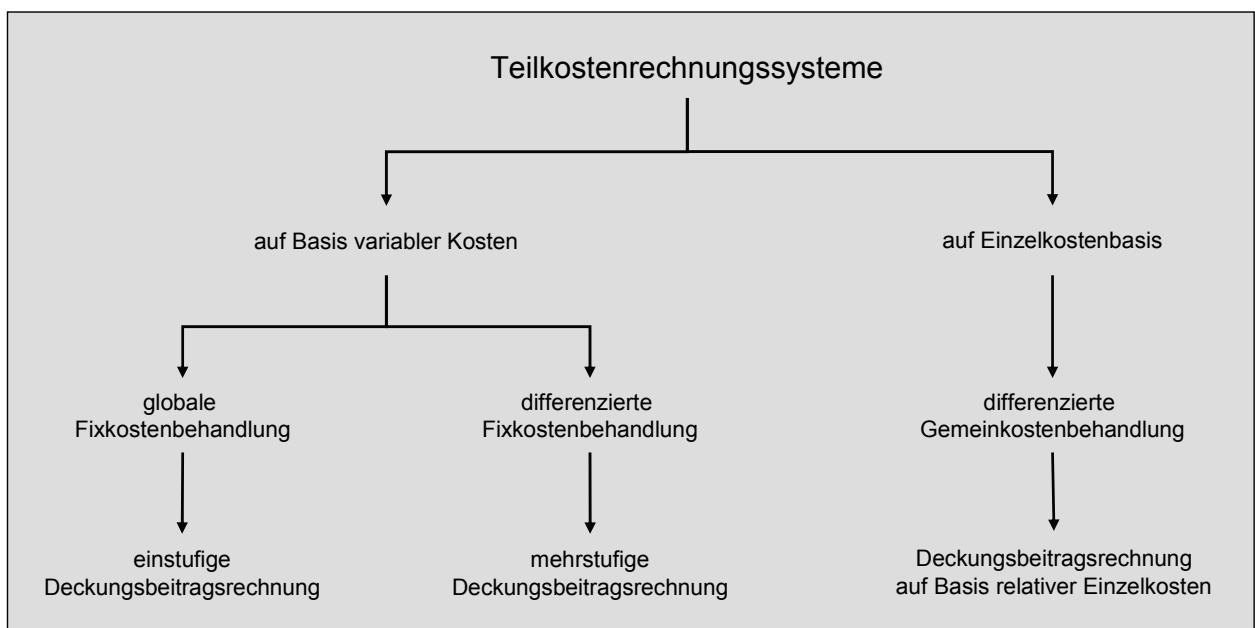 Teilkostenrechnungssysteme
auf Basis variabler Kosten
auf Einzelkostenbasis
globale
Fixkostenbehandlung
differenzierte
Fixkostenbehandlung
differenzierte
Gemeinkostenbehandlung
einstufige
Deckungsbeitragsrechnung
mehrstufige
Deckungsbeitragsrechnung
Deckungsbeitragsrechnung
auf Basis relativer Einzelkosten